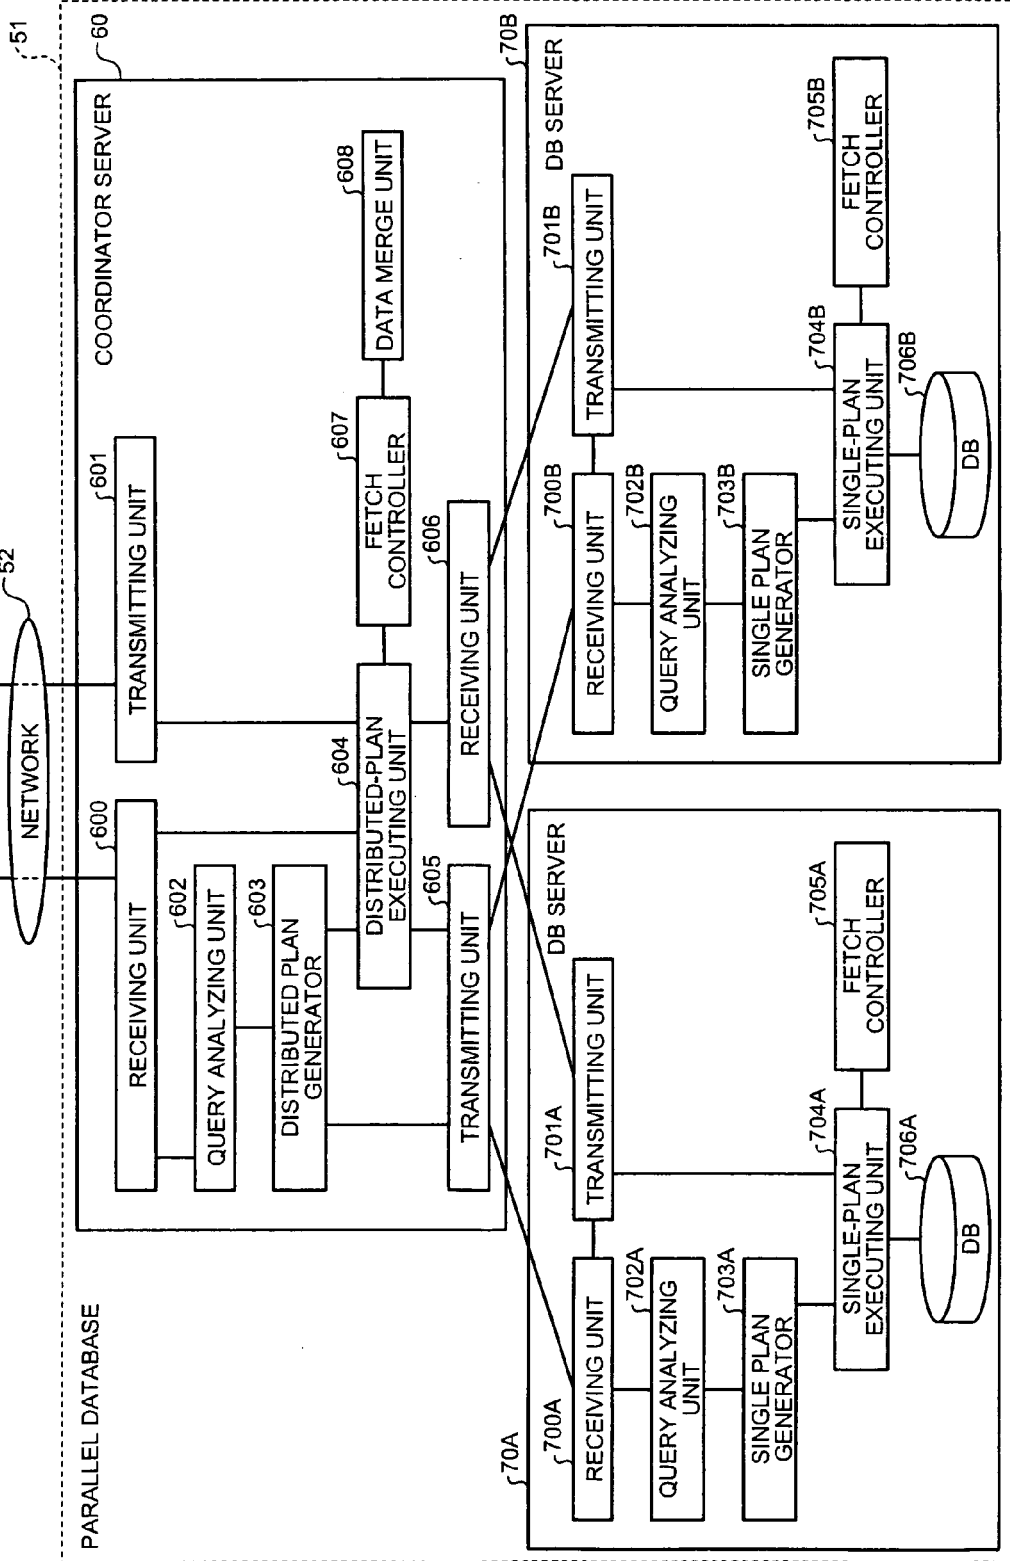 52
NETWORK
51
PARALLEL DATABASE
60
COORDINATOR SERVER
600
RECEIVING UNIT
601
TRANSMITTING UNIT
602
QUERY ANALYZING UNIT
603
DISTRIBUTED PLAN
GENERATOR
604
DISTRIBUTED-PLAN
EXECUTING UNIT
607
FETCH
CONTROLLER
608
DATA MERGE UNIT
605
TRANSMITTING UNIT
606
RECEIVING UNIT
70A
DB SERVER
700A
RECEIVING UNIT
701A
TRANSMITTING UNIT
702A
QUERY ANALYZING
UNIT
703A
SINGLE PLAN
GENERATOR
704A
SINGLE-PLAN
EXECUTING UNIT
705A
FETCH
CONTROLLER
706A
DB
70B
DB SERVER
700B
RECEIVING UNIT
701B
TRANSMITTING UNIT
702B
QUERY ANALYZING
UNIT
703B
SINGLE PLAN
GENERATOR
704B
SINGLE-PLAN
EXECUTING UNIT
705B
FETCH
CONTROLLER
706B
DB